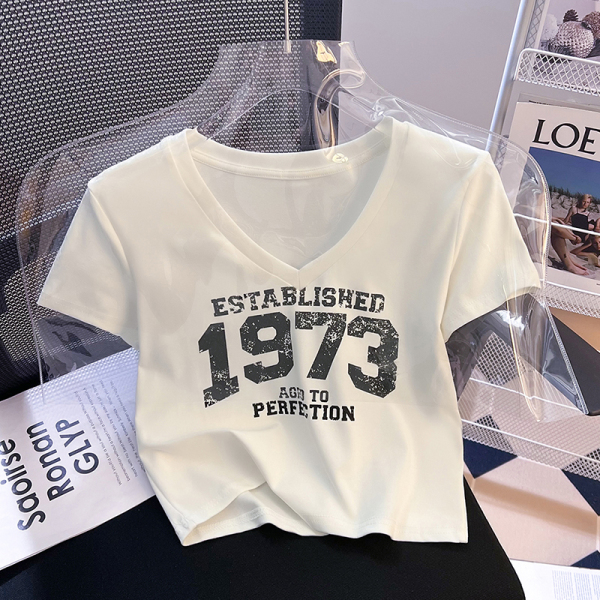 ESTABLISHED
1973
AGED TO
PERFECTION
LOE
Saoirse
Ronan
GLYP